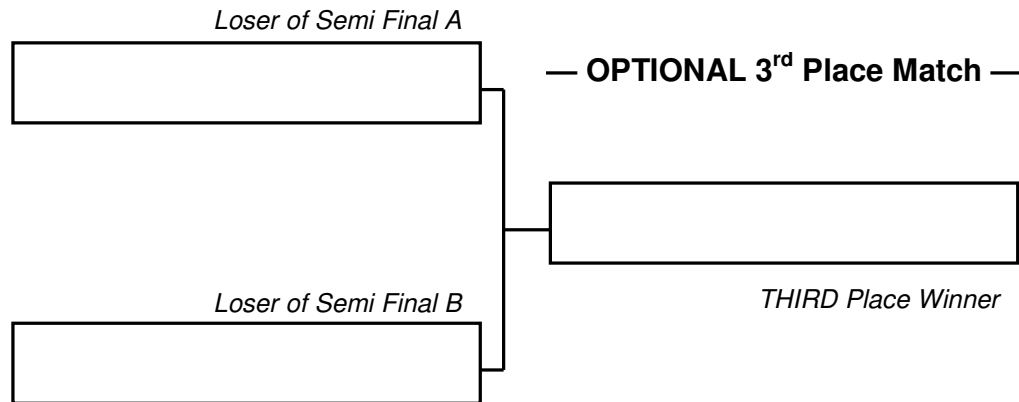 Loser of Semi Final A
— OPTIONAL 3rd Place Match —
Loser of Semi Final B
THIRD Place Winner